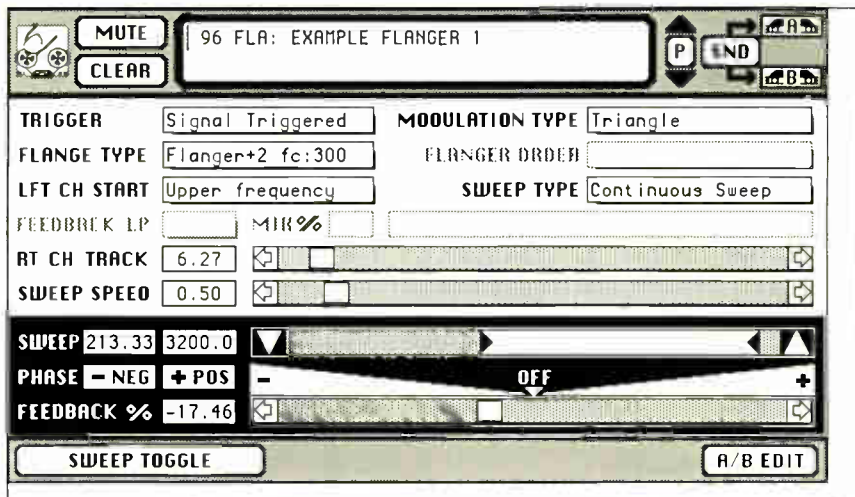 MUTE
CLEAR
96 FLA: EXAMPLE FLANGER 1
P
END
A
B
TRIGGER Signal Triggered MODULATION TYPE Triangle
FLANGE TYPE Flanger+2 fc:300 FLANGER ORDER
LFT CH START Upper frequency SWEEP TYPE Continuous Sweep
FEEDBACK LP MIX%
RT CH TRACK 6.27
SWEEP SPEED 0.50
SWEEP 213.33 3200.0
PHASE - NEG + POS - OFF +
FEEDBACK % -17.46
SWEEP TOGGLE A/B EDIT